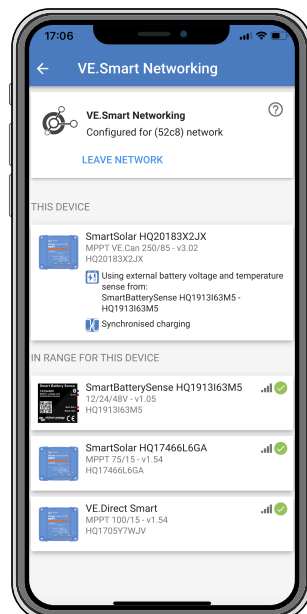 17:06
VE.Smart Networking
VE.Smart Networking
Configured for (52c8) network
LEAVE NETWORK
THIS DEVICE
SmartSolar HQ20183X2JX
MPPT VE.Can 250/85 - v3.02
HQ20183X2JX
Using external battery voltage and temperature
sense from:
SmartBatterySense HQ1913I63M5 -
HQ1913I63M5
Synchronised charging
IN RANGE FOR THIS DEVICE
Smart Battery Sense
SmartBatterySense HQ1913I63M5
12/24/48V - v1.05
HQ1913I63M5
SmartSolar HQ17466L6GA
MPPT 75/15 - v1.54
HQ17466L6GA
VE.Direct Smart
MPPT 100/15 - v1.54
HQ1705Y7WJV